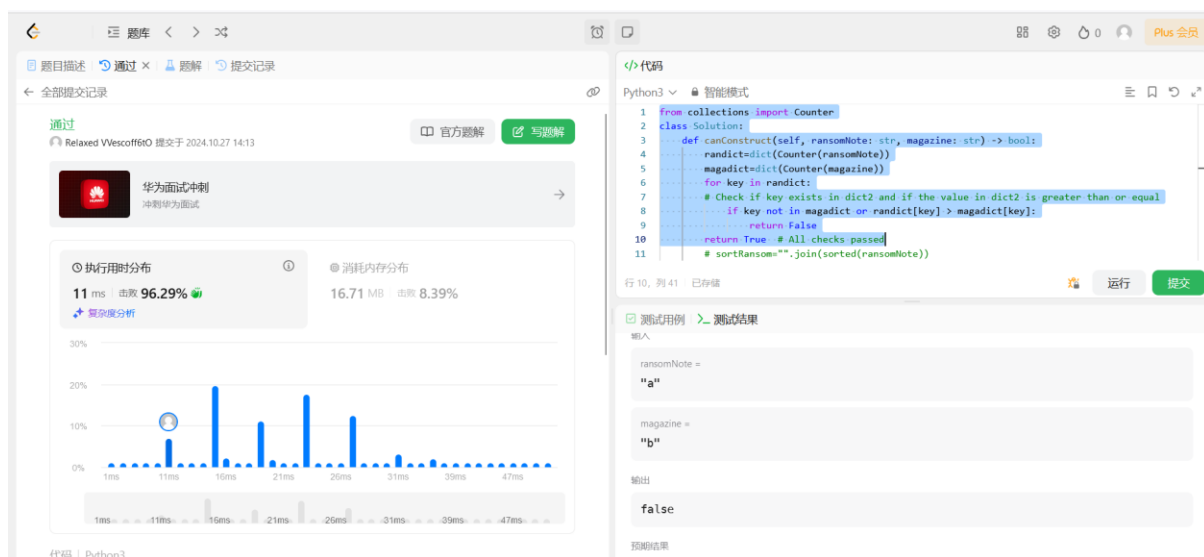 题库
0
Plus 会员
题目描述
通过
题解
提交记录
全部提交记录
通过
Relaxed VVescoff6tO 提交于 2024.10.27 14:13
官方题解
写题解
华为面试冲刺
冲刺华为面试
执行用时分布
11 ms 击败 96.29%
复杂度分析
消耗内存分布
16.71 MB 击败 8.39%
30%
20%
10%
0%
1ms 11ms 16ms 21ms 26ms 31ms 39ms 47ms
1ms 11ms 16ms 21ms 26ms 31ms 39ms 47ms
代码 | Python3
</>代码
Python3 智能模式
1 from collections import Counter
2 class Solution:
3 def canConstruct(self, ransomNote: str, magazine: str) -> bool:
4 randict=dict(Counter(ransomNote))
5 magadict=dict(Counter(magazine))
6 for key in randict:
7 # Check if key exists in dict2 and if the value in dict2 is greater than or equal
8 if key not in magadict or randict[key] > magadict[key]:
9 return False
10 return True # All checks passed
11 # sortRansom="".join(sorted(ransomNote))
行 10, 列 41 已存储
运行
提交
测试用例
>_ 测试结果
输入
ransomNote =
"a"
magazine =
"b"
输出
false
预期结果